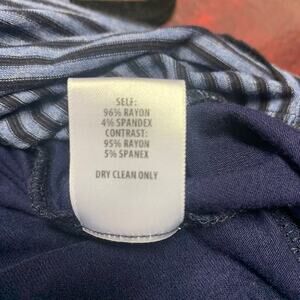 SELF:
96% RAYON
4% SPANDEX
CONTRAST:
95% RAYON
5% SPANEX
DRY CLEAN ONLY